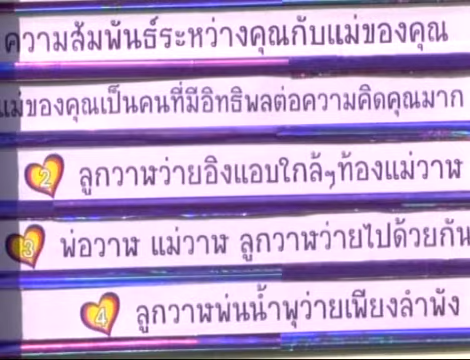 ความสัมพันธ์ระหว่างคุณกับแม่ของคุณ
แม่ของคุณเป็นคนที่มีอิทธิพลต่อความคิดคุณมาก
2 ลูกวาฬว่ายอิงแอบใกล้ๆท้องแม่วาฬ
3 พ่อวาฬ แม่วาฬ ลูกวาฬว่ายไปด้วยกัน
4 ลูกวาฬพ่นน้ำพุว่ายเพียงลำพัง